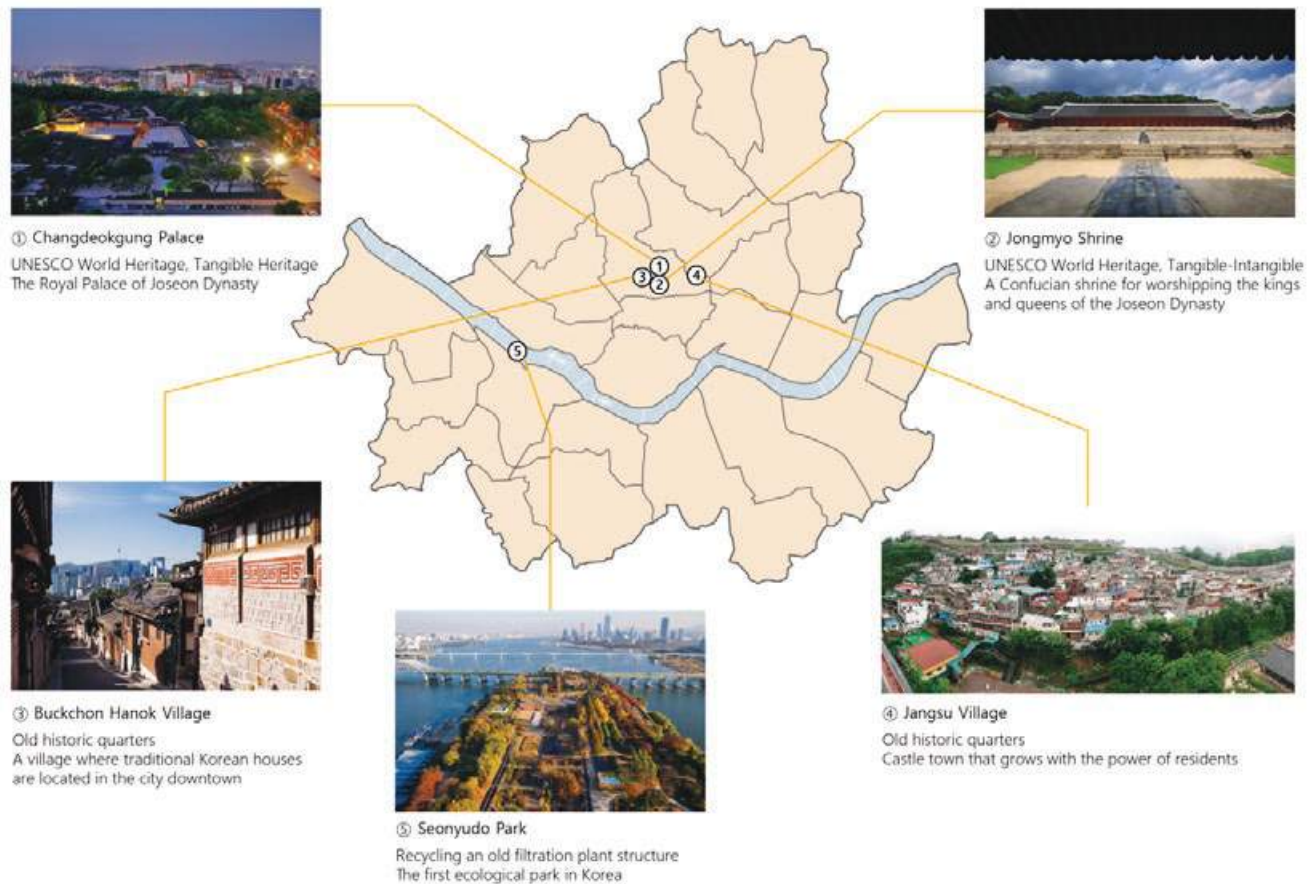 ① Changdeokgung Palace
UNESCO World Heritage, Tangible Heritage
The Royal Palace of Joseon Dynasty
② Jongmyo Shrine
UNESCO World Heritage, Tangible-Intangible
A Confucian shrine for worshipping the kings
and queens of the Joseon Dynasty
①
③
②
④
⑤
③ Buckchon Hanok Village
Old historic quarters
A village where traditional Korean houses
are located in the city downtown
④ Jangsu Village
Old historic quarters
Castle town that grows with the power of residents
⑤ Seonyudo Park
Recycling an old filtration plant structure
The first ecological park in Korea